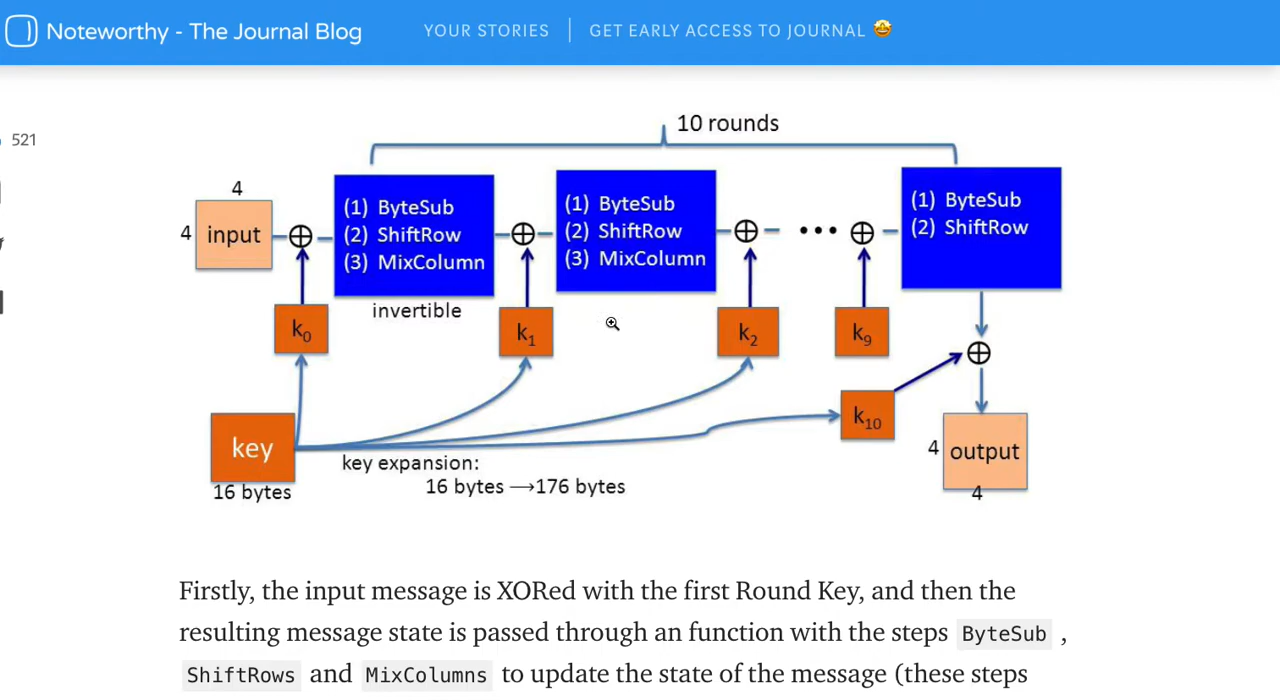 Noteworthy - The Journal Blog
YOUR STORIES
GET EARLY ACCESS TO JOURNAL 🤩
521
10 rounds
4
4
input
(1) ByteSub
(2) ShiftRow
(3) MixColumn
invertible
(1) ByteSub
(2) ShiftRow
(3) MixColumn
•••
(1) ByteSub
(2) ShiftRow
k0
k1
k2
k9
k10
key
16 bytes
key expansion:
16 bytes ⟶176 bytes
4
output
4
Firstly, the input message is XORed with the first Round Key, and then the
resulting message state is passed through an function with the steps ByteSub ,
ShiftRows and MixColumns to update the state of the message (these steps